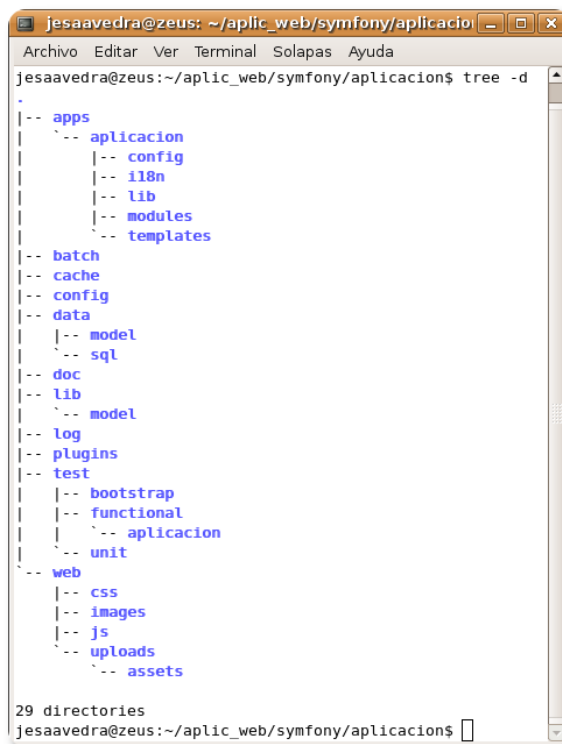 jesaavedra@zeus: ~/aplic_web/symfony/aplicacio
Archivo Editar Ver Terminal Solapas Ayuda
jesaavedra@zeus:~/aplic_web/symfony/aplicacion$ tree -d
.
|-- apps
|   `-- aplicacion
|       |-- config
|       |-- i18n
|       |-- lib
|       |-- modules
|       `-- templates
|-- batch
|-- cache
|-- config
|-- data
|   |-- model
|   `-- sql
|-- doc
|-- lib
|   `-- model
|-- log
|-- plugins
|-- test
|   |-- bootstrap
|   |-- functional
|   |   `-- aplicacion
|   `-- unit
`-- web
    |-- css
    |-- images
    |-- js
    `-- uploads
        `-- assets

29 directories
jesaavedra@zeus:~/aplic_web/symfony/aplicacion$